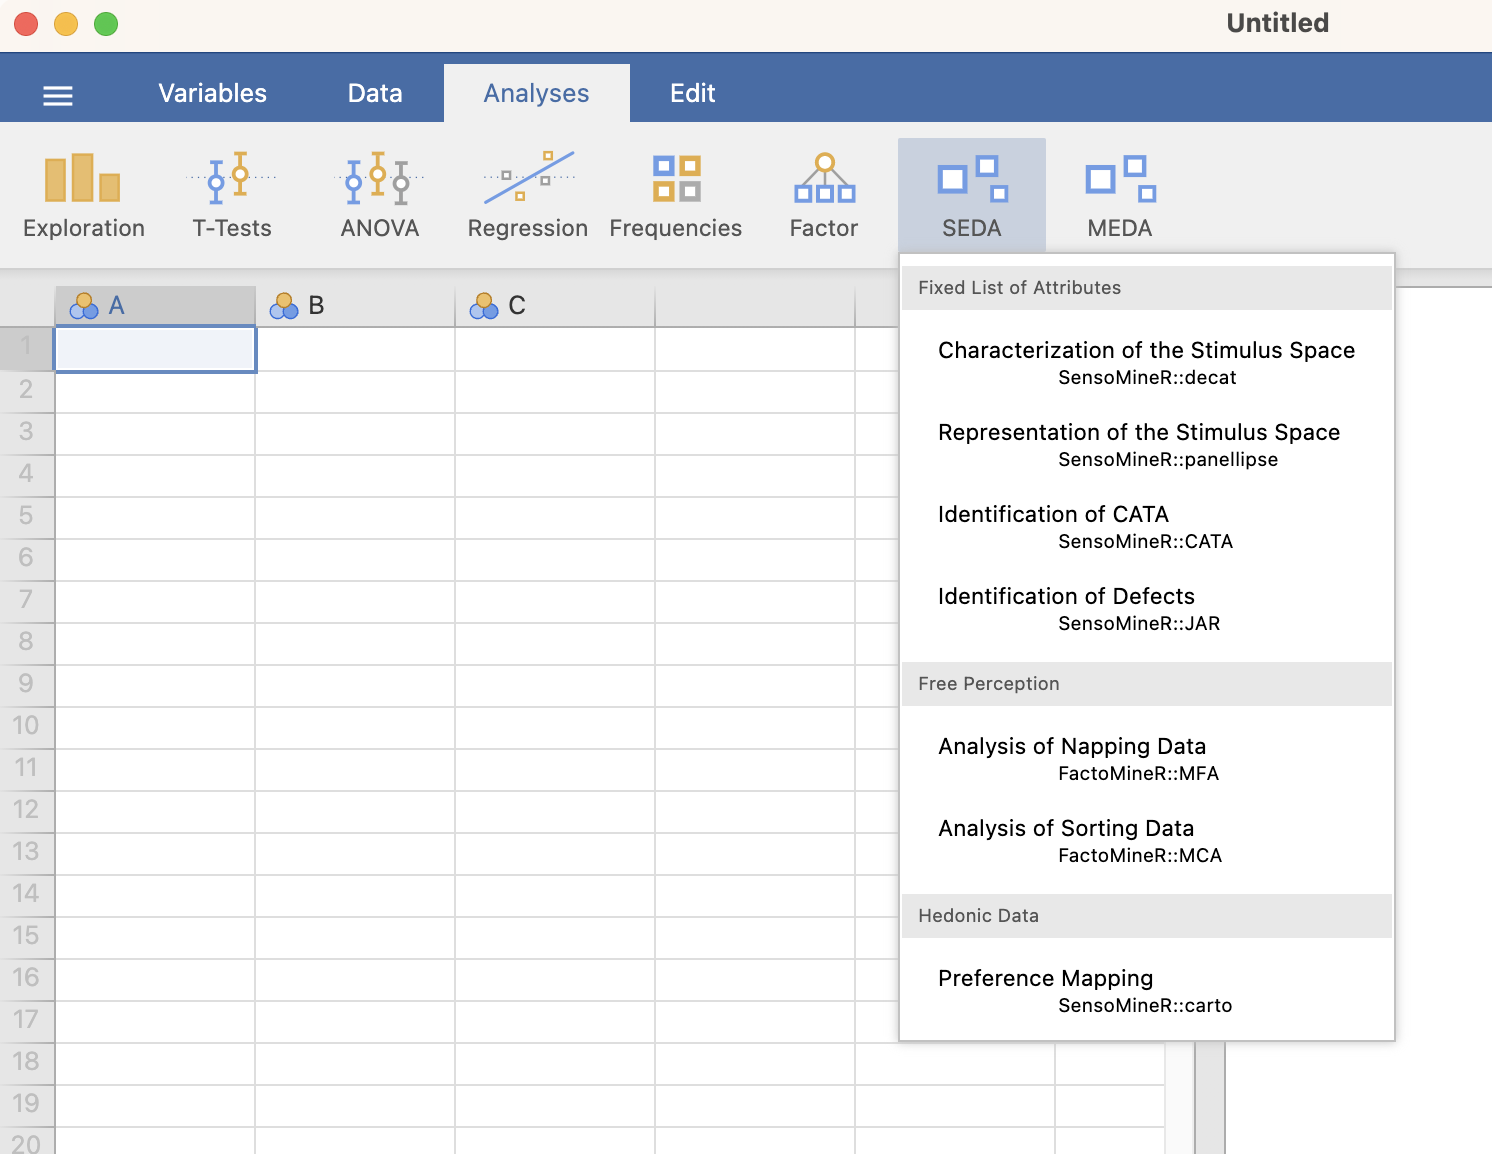 Untitled
Variables
Data
Analyses
Edit
Exploration
T-Tests
ANOVA
Regression
Frequencies
Factor
SEDA
MEDA
A
B
C
1
2
3
4
5
6
7
8
9
10
11
12
13
14
15
16
17
18
19
20
Fixed List of Attributes
Characterization of the Stimulus Space
SensoMineR::decat
Representation of the Stimulus Space
SensoMineR::panellipse
Identification of CATA
SensoMineR::CATA
Identification of Defects
SensoMineR::JAR
Free Perception
Analysis of Napping Data
FactoMineR::MFA
Analysis of Sorting Data
FactoMineR::MCA
Hedonic Data
Preference Mapping
SensoMineR::carto